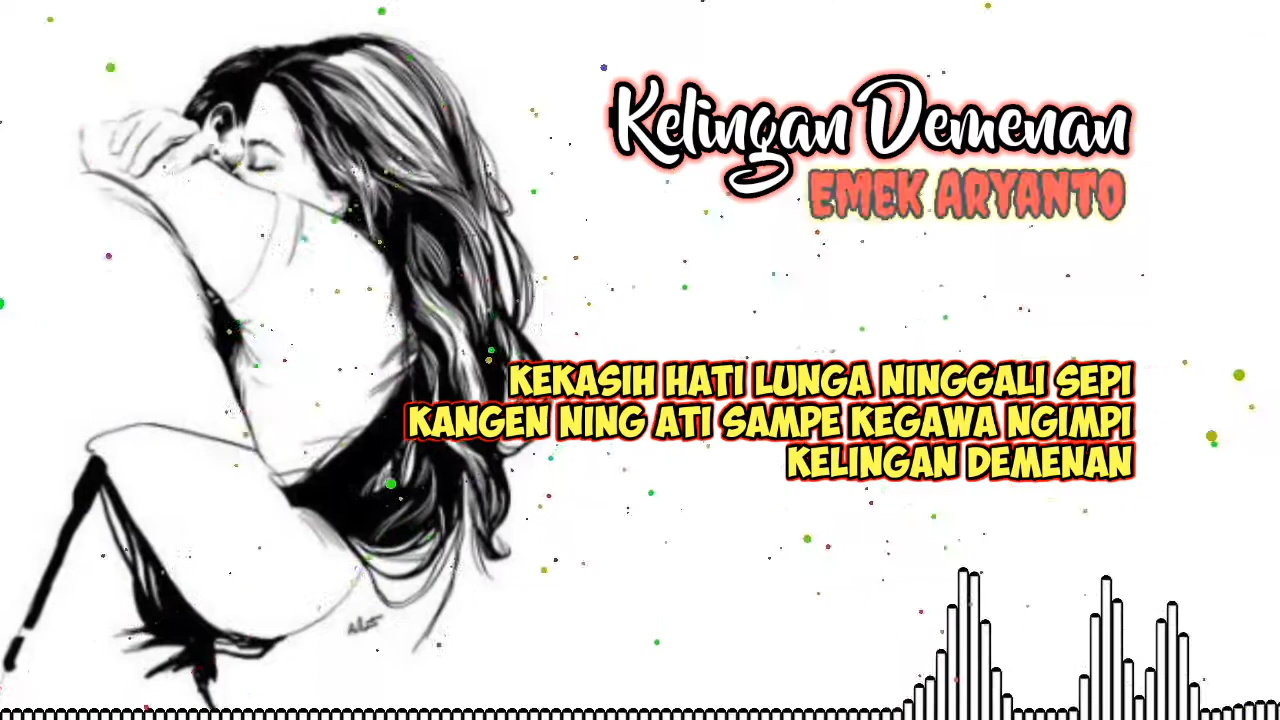 Kelingan Demenan
EMEK ARYANTO
KEKASIH HATI LUNGA NINGGALI SEPI
KANGEN NING ATI SAMPE KEGAWA NGIMPI
KELINGAN DEMENAN